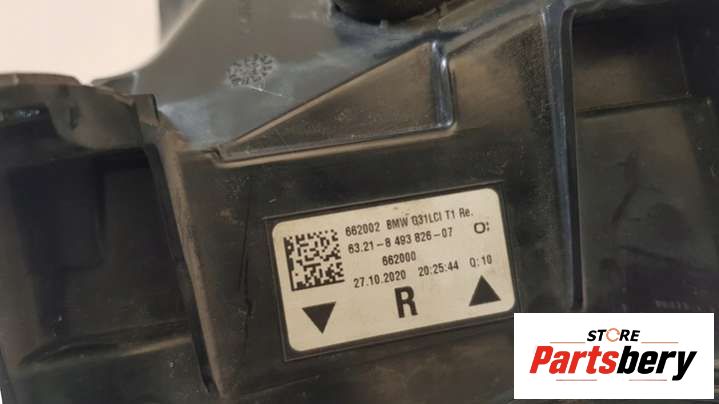 662002 BMW G31LCI T1 Re.
63.21-8 493 826-07 O:
662000
27.10.2020 20:25:44 Q:10
R
STORE
Partsbery